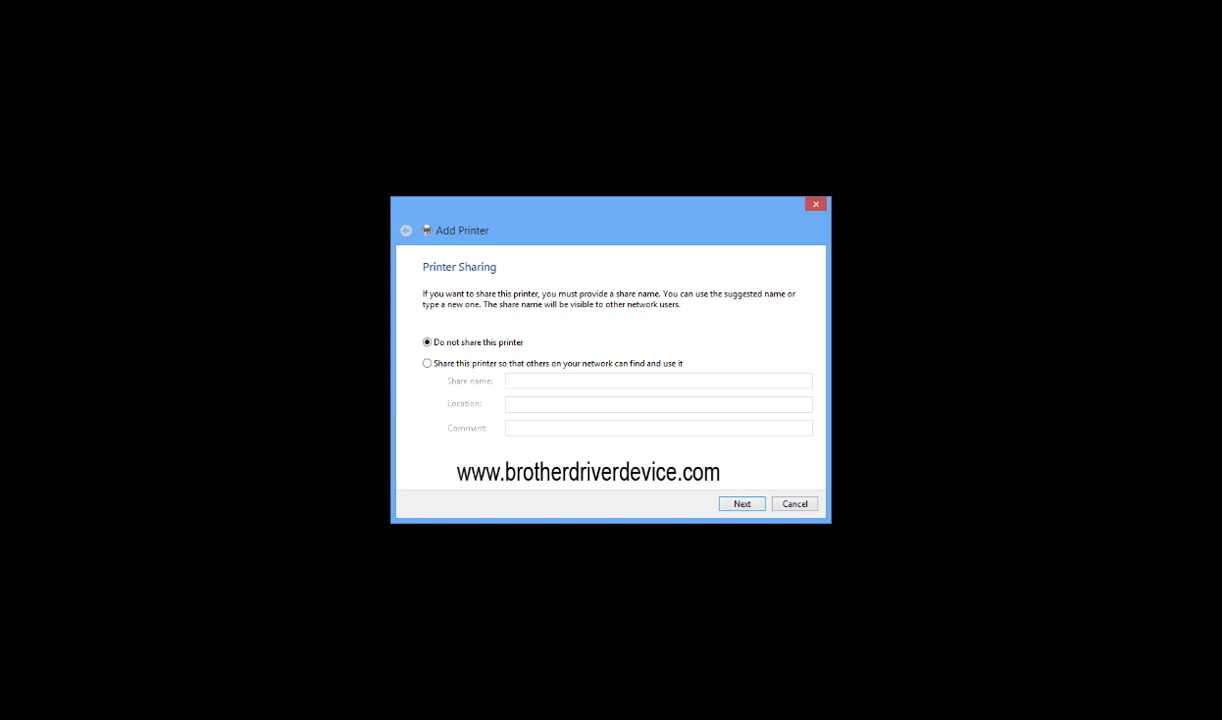 Add Printer
Printer Sharing
If you want to share this printer, you must provide a share name. You can use the suggested name or
type a new one. The share name will be visible to other network users.
Do not share this printer
Share this printer so that others on your network can find and use it
Share name:
Location:
Comment:
www.brotherdriverdevice.com
Next Cancel